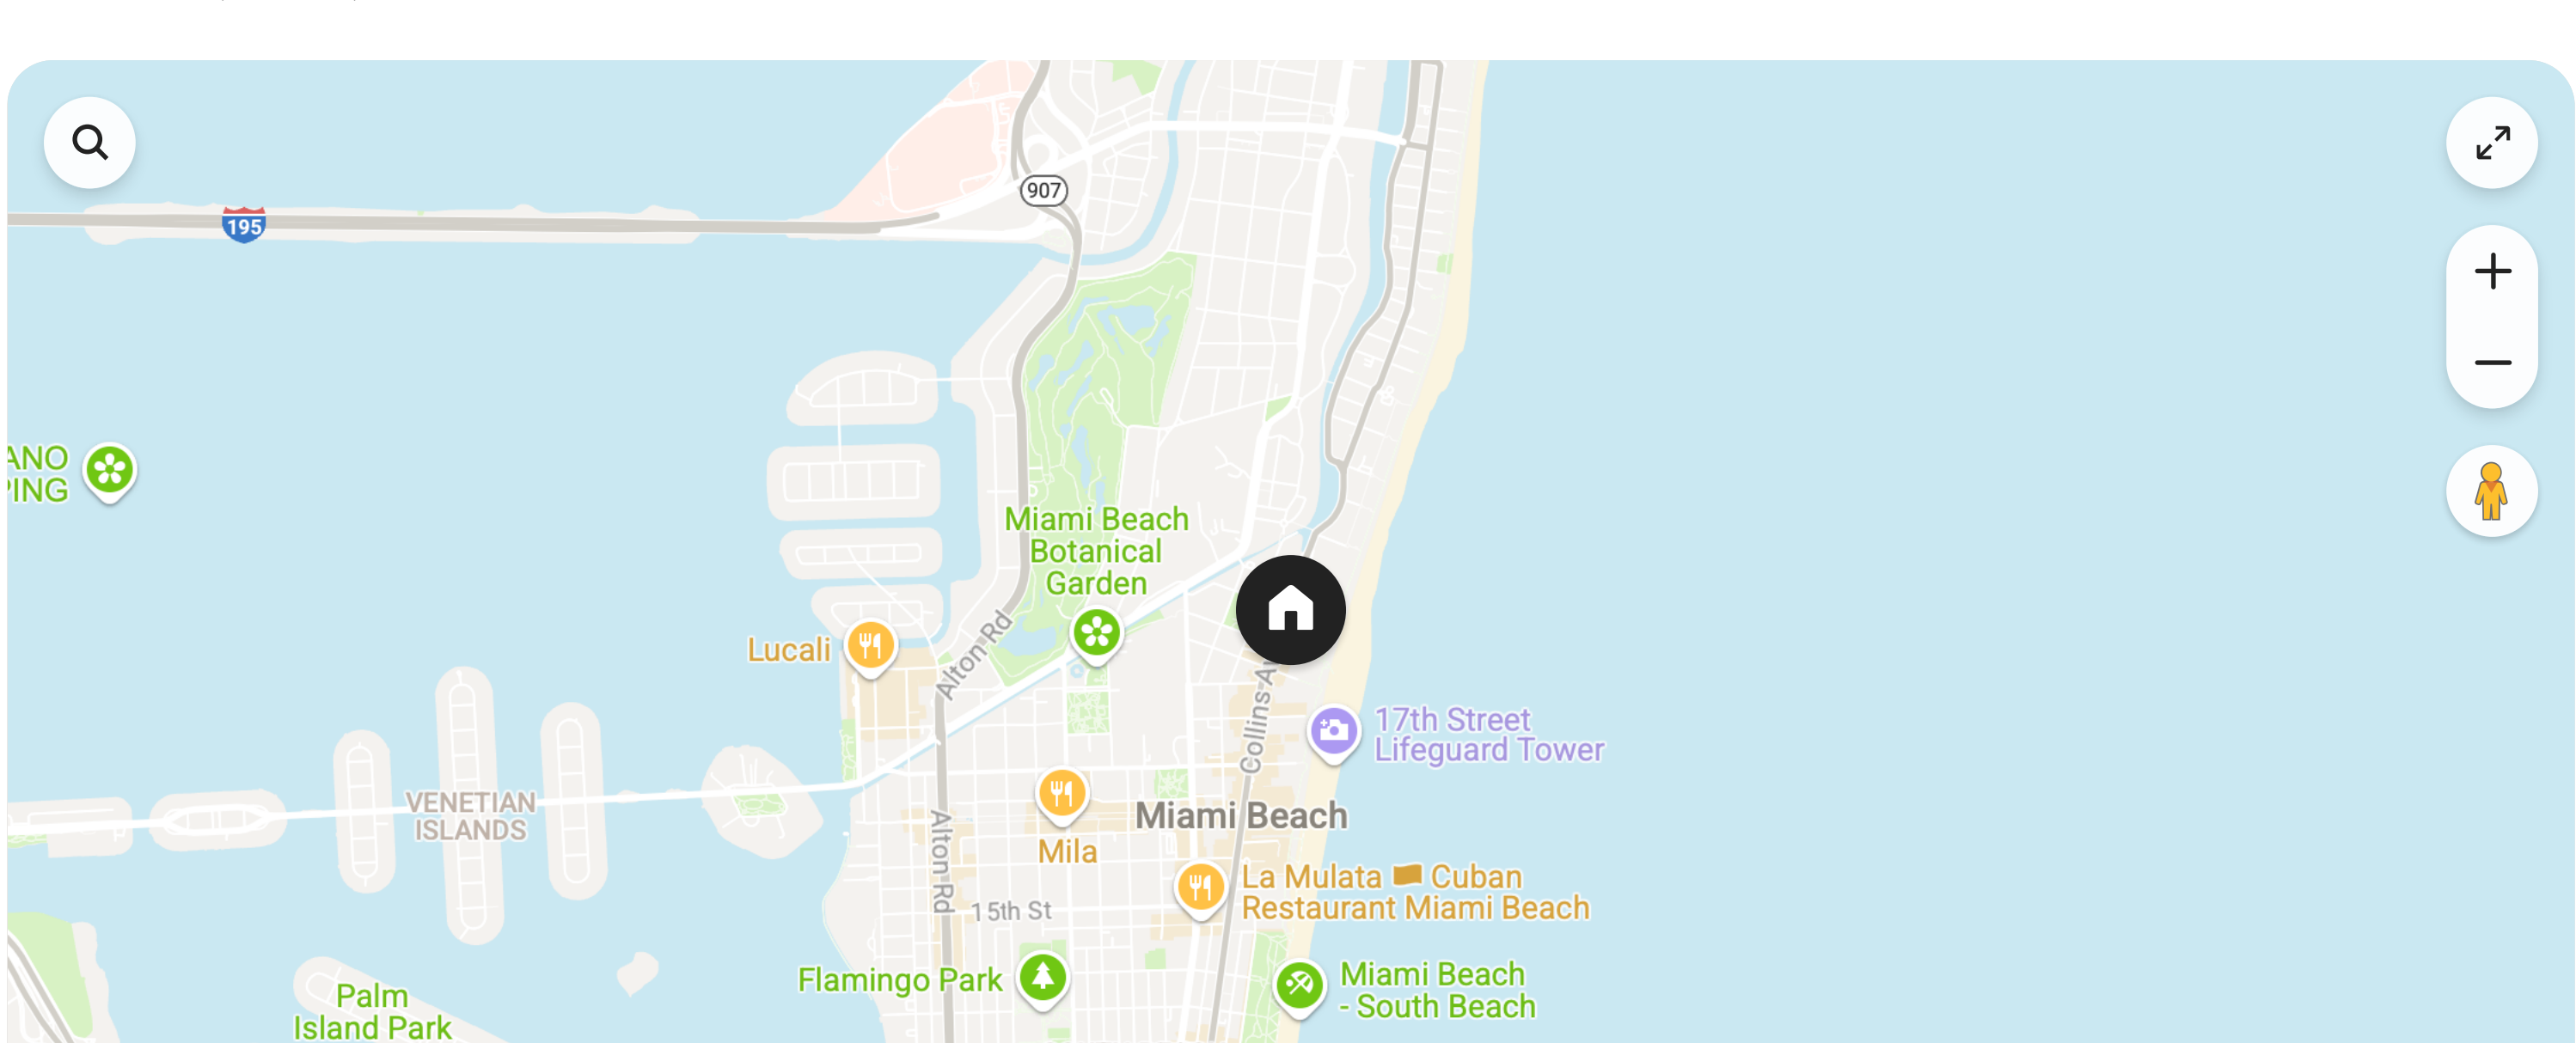 907
195
ANO
PING
Miami Beach
Botanical
Garden
Alton Rd
Lucali
Collins A
17th Street
Lifeguard Tower
VENETIAN
ISLANDS
Mila
Miami Beach
Alton Rd
La Mulata Cuban
Restaurant Miami Beach
15th St
Flamingo Park
Miami Beach
- South Beach
Palm
Island Park